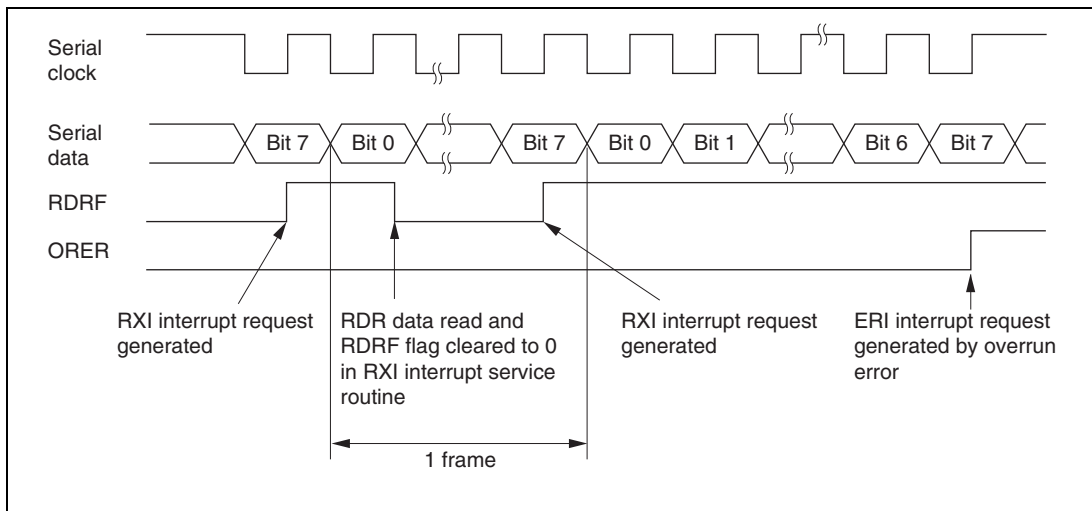 Serial
clock
Serial
data
Bit 7 Bit 0 Bit 7 Bit 0 Bit 1 Bit 6 Bit 7
RDRF
ORER
RXI interrupt request
generated
RDR data read and
RDRF flag cleared to 0
in RXI interrupt service
routine
RXI interrupt request
generated
ERI interrupt request
generated by overrun
error
1 frame